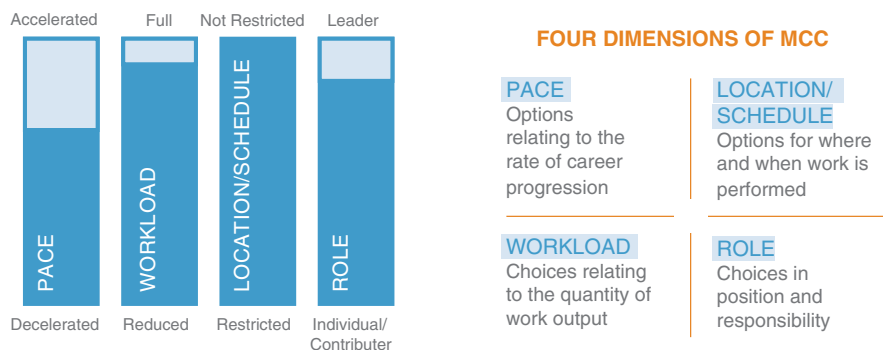 Accelerated
Full
Not Restricted
Leader
PACE
WORKLOAD
LOCATION/SCHEDULE
ROLE
Decelerated
Reduced
Restricted
Individual/
Contributer
FOUR DIMENSIONS OF MCC
PACE
Options
relating to the
rate of career
progression
LOCATION/
SCHEDULE
Options for where
and when work is
performed
WORKLOAD
Choices relating
to the quantity of
work output
ROLE
Choices in
position and
responsibility